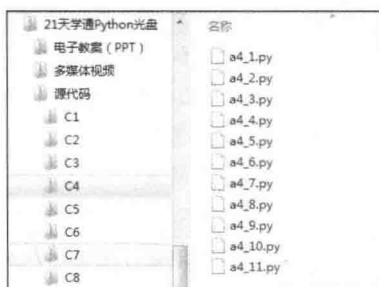 21天学通Python光盘
电子教案（PPT）
多媒体视频
源代码
C1
C2
C3
C4
C5
C6
C7
C8
名称
a4_1.py
a4_2.py
a4_3.py
a4_4.py
a4_5.py
a4_6.py
a4_7.py
a4_8.py
a4_9.py
a4_10.py
a4_11.py